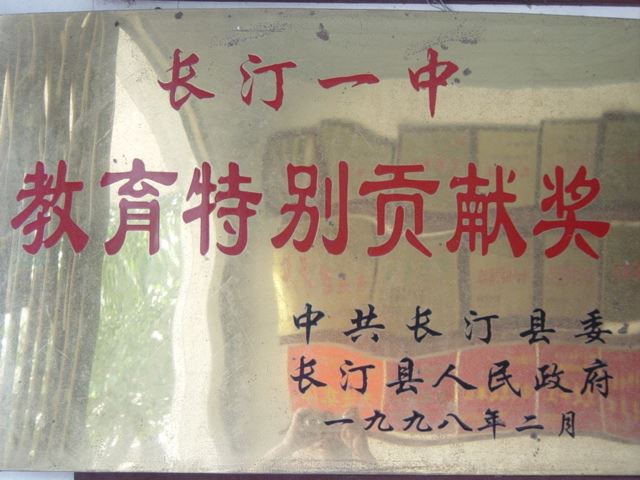 长汀一中
教育特别贡献奖
中共长汀县委
长汀县人民政府
一九九八年二月